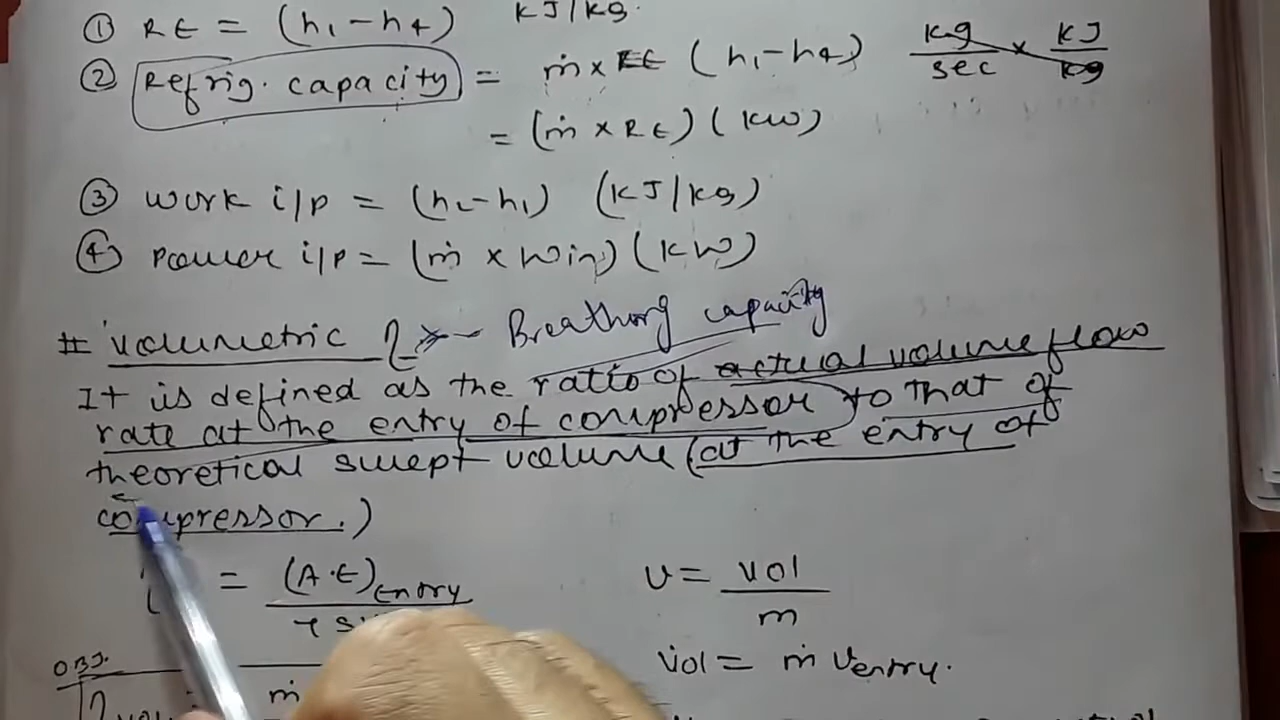 ① RE = (h₁-h₄) KJ/kg.
② Refrig. capacity = ṁ × RE (h₁-h₄) kg/sec × KJ/kg
= (ṁ × RE) (KW)
③ work i/p = (h₂-h₁) (KJ/kg)
④ Power i/p = (ṁ × Win) (KW)
# Volumetric η - Breathing capacity
It is defined as the ratio of actual volume flow
rate at the entry of compressor to that of
theoretical swept volume (at the entry of
compressor.)
= (A·E)entry v = vol/m
vol = ṁ ventry.
OBJ.
ηvol ṁ